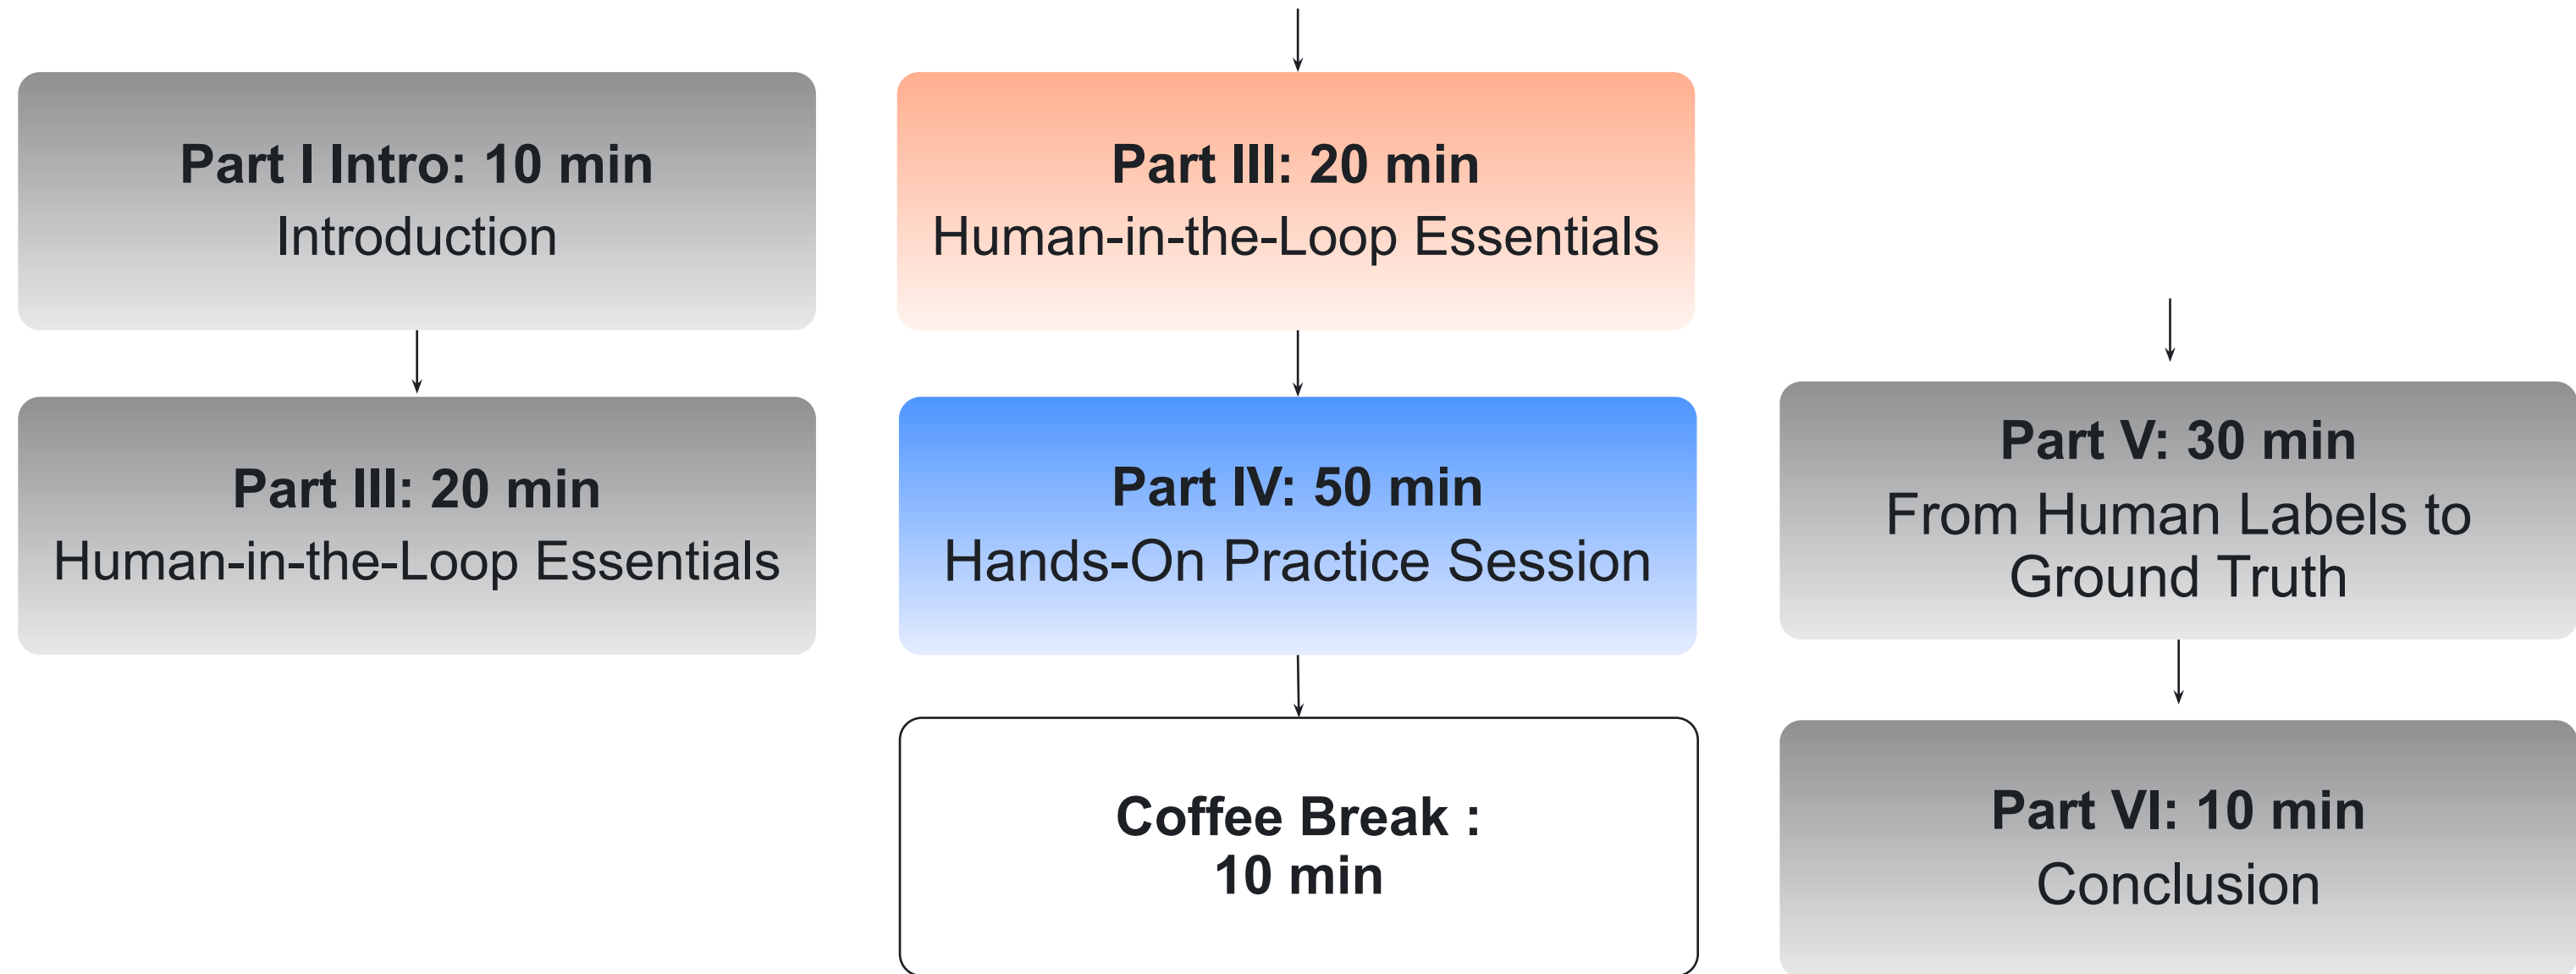 Part I Intro: 10 min
Introduction
Part III: 20 min
Human-in-the-Loop Essentials
Part III: 20 min
Human-in-the-Loop Essentials
Part IV: 50 min
Hands-On Practice Session
Coffee Break :
10 min
Part V: 30 min
From Human Labels to
Ground Truth
Part VI: 10 min
Conclusion